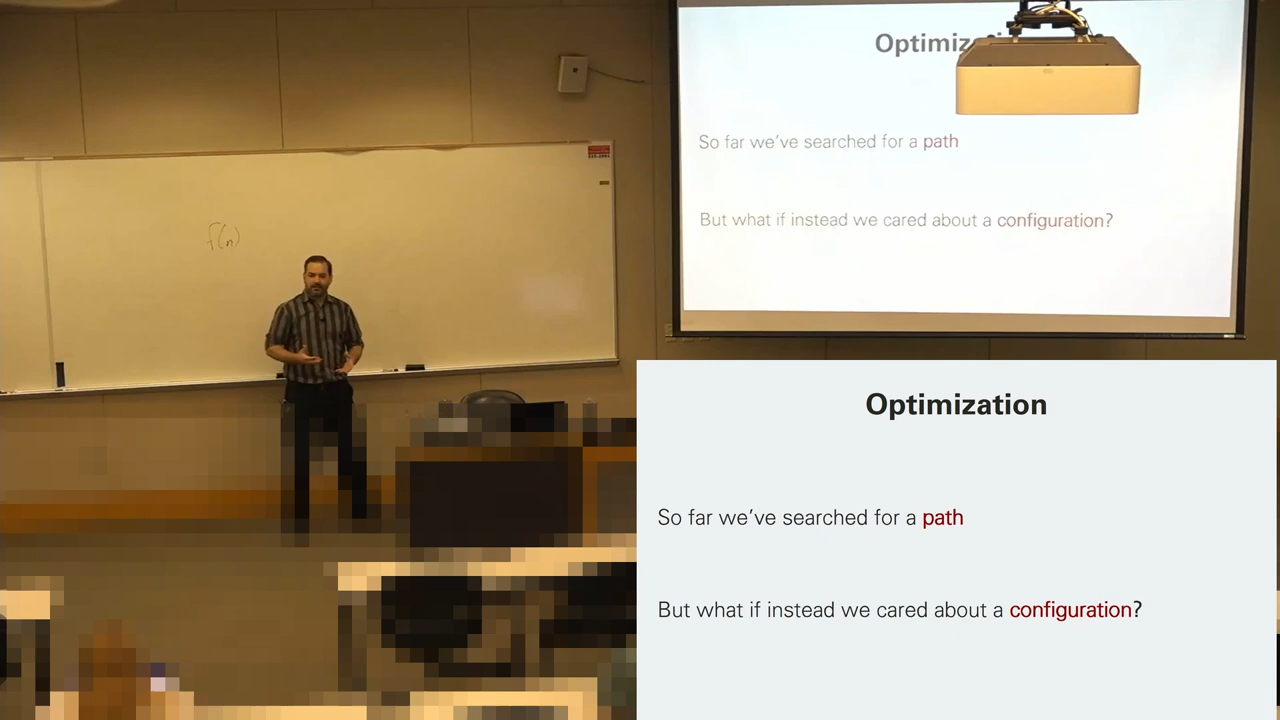 Optimiz
So far we've searched for a path
But what if instead we cared about a configuration?
f(n)
Optimization
So far we've searched for a path
But what if instead we cared about a configuration?